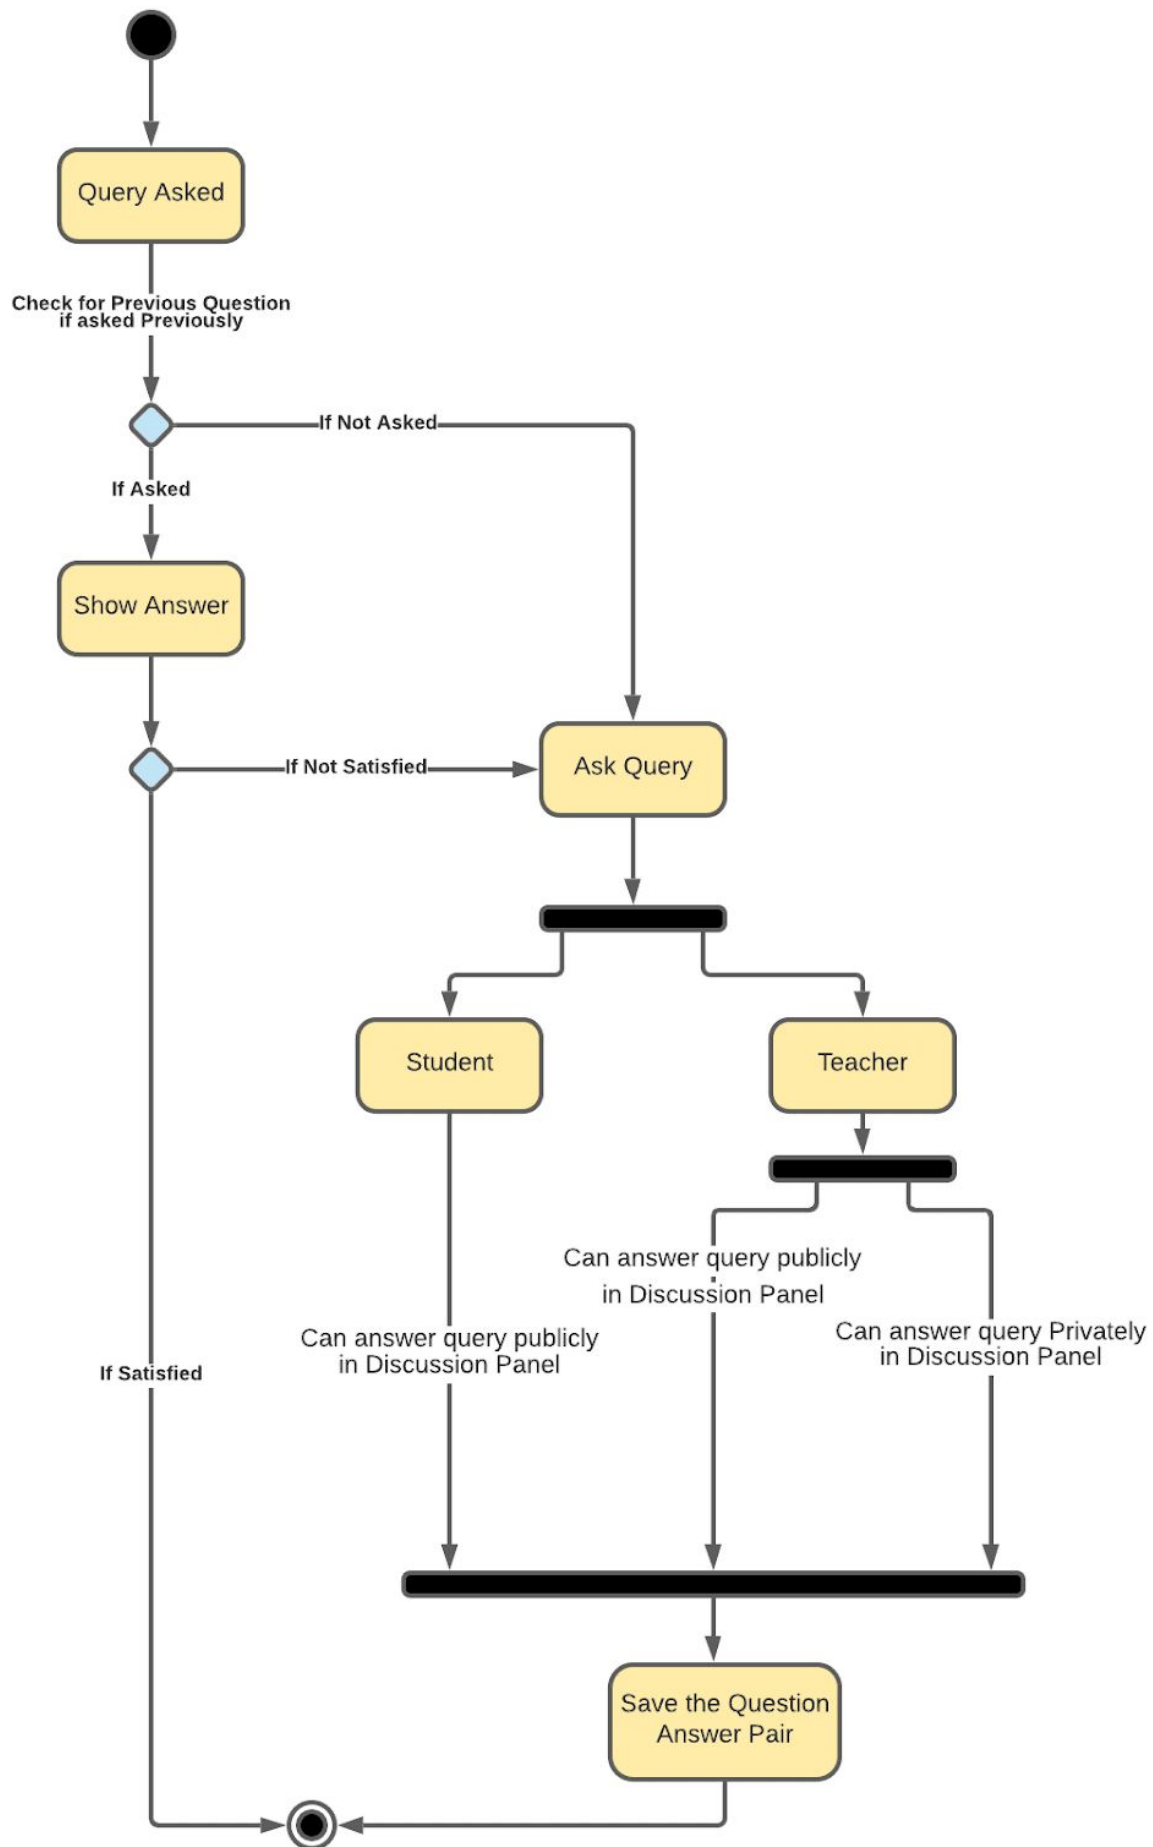 Query Asked
Check for Previous Question
if asked Previously
If Not Asked
If Asked
Show Answer
If Not Satisfied
Ask Query
Student
Teacher
Can answer query publicly
in Discussion Panel
Can answer query Privately
in Discussion Panel
Can answer query publicly
in Discussion Panel
If Satisfied
Save the Question
Answer Pair